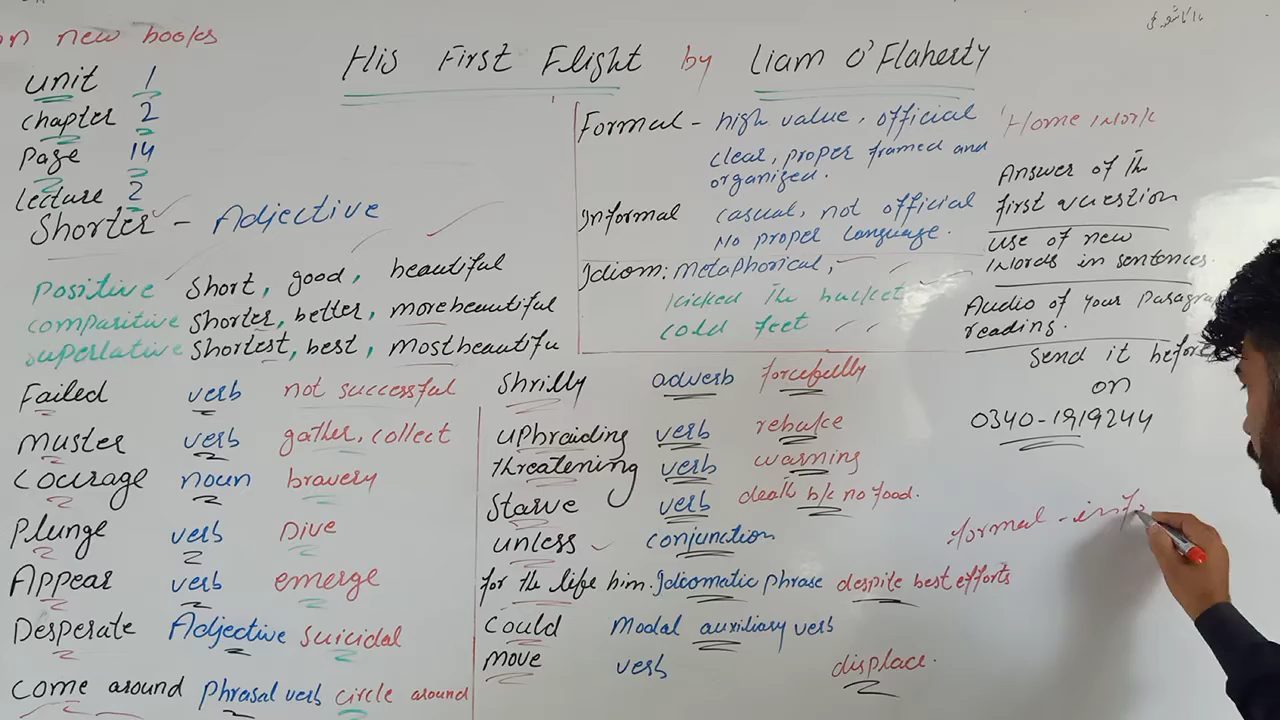 on new books
unit 1
chapter 2
page 14
lecture 2
His First Flight by Liam O'Flaherty
Shorter - Adjective
positive short, good, beautiful
comparitive shorter, better, more beautiful
superlative shortest, best, most beautiful
Failed verb not successful
muster verb gather, collect
Courage noun bravery
Plunge verb Dive
Appear verb emerge
Desperate Adjective suicidal
come around phrasal verb circle around
Formal - high value, official
clear, proper framed and
organized.
Informal casual, not official
No proper language.
Idiom: metaphorical,
kicked the bucket
cold feet
Shrilly adverb forcefully
upbraiding verb rebuke
threatening verb warning
Starve verb death b/c no food.
unless conjunction
for the life him. Idiomatic phrase despite best efforts
Could Modal auxiliary verb
move verb displace.
Home work
Answer of the
first question
use of new
words in sentences.
Audio of your paragra
reading.
send it before
on
0340-1919244
formal - info